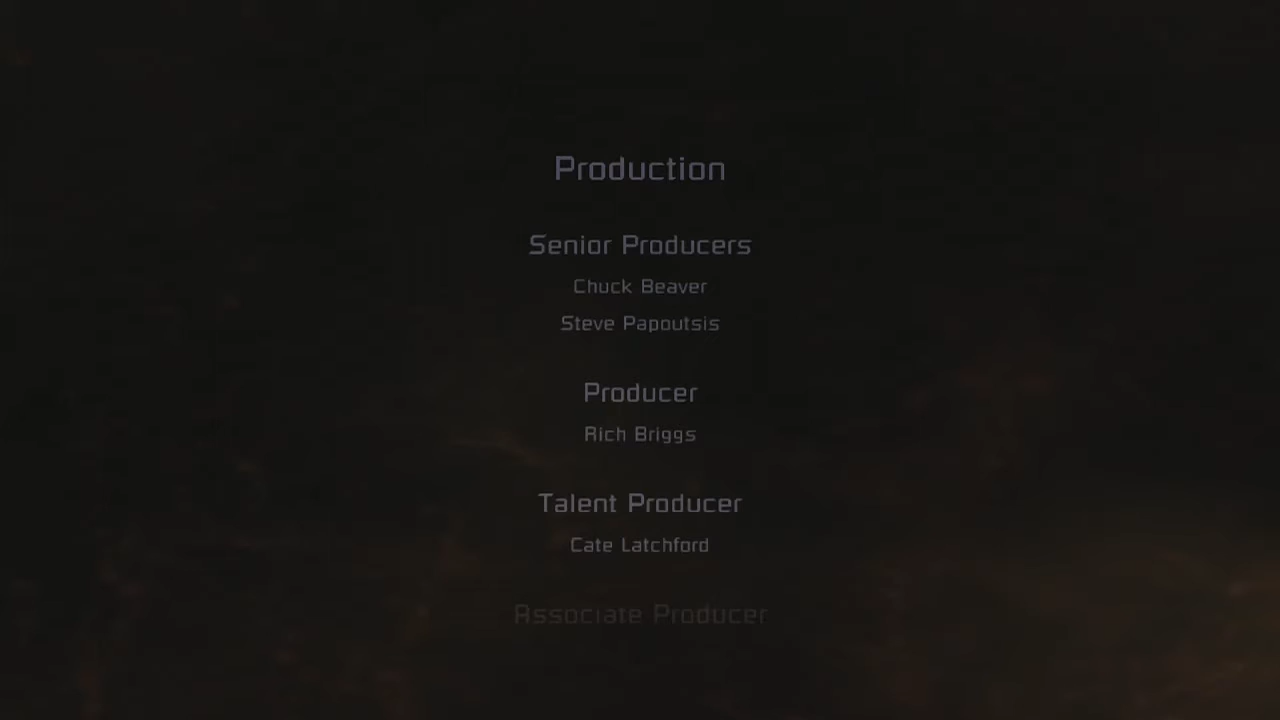 Production
Senior Producers
Chuck Beaver
Steve Papoutsis
Producer
Rich Briggs
Talent Producer
Cate Latchford
Associate Producer